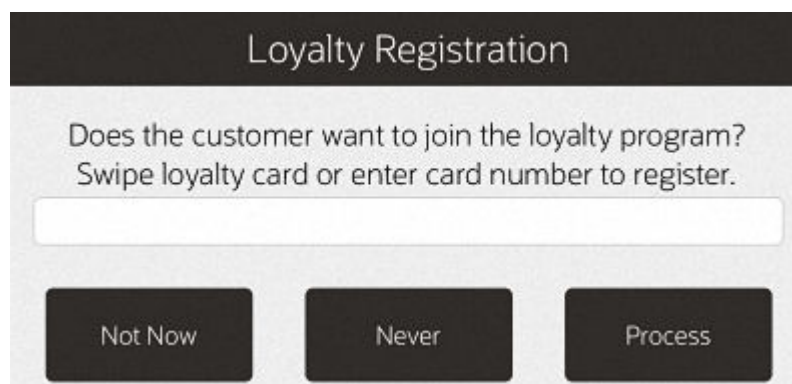 Loyalty Registration
Does the customer want to join the loyalty program?
Swipe loyalty card or enter card number to register.
Not Now
Never
Process